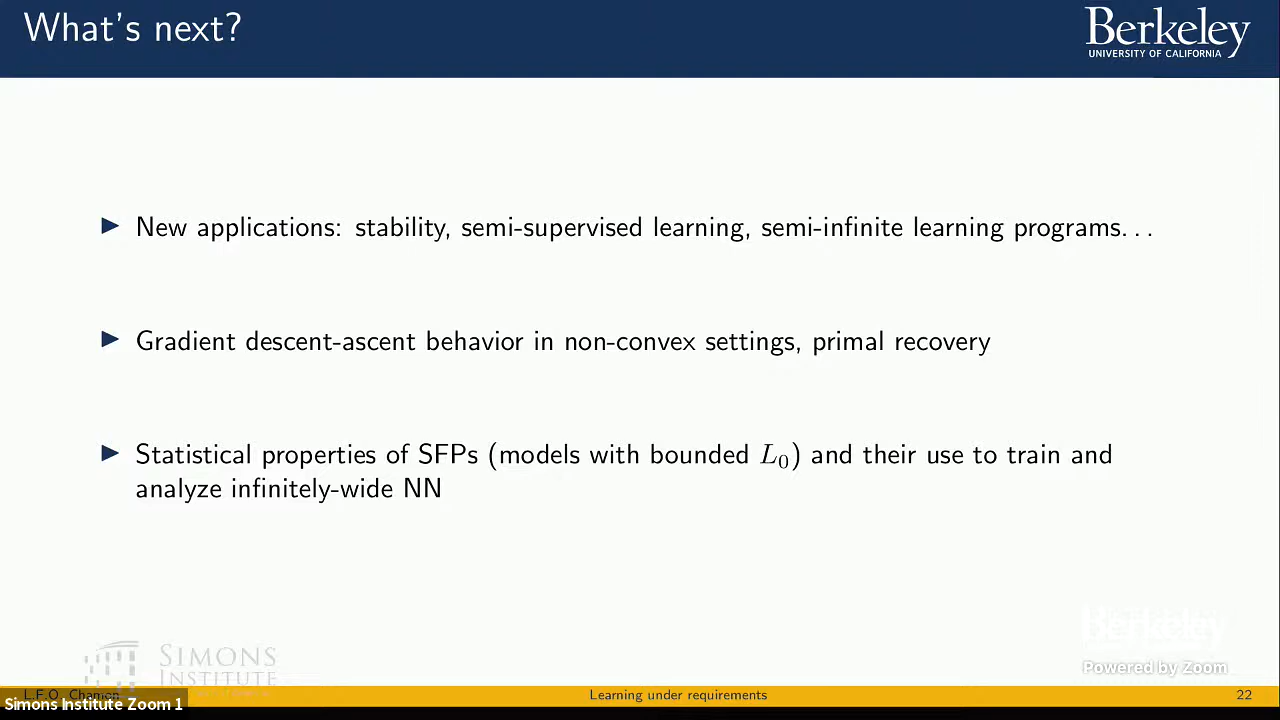 What's next?
Berkeley
UNIVERSITY OF CALIFORNIA
▶ New applications: stability, semi-supervised learning, semi-infinite learning programs...
▶ Gradient descent-ascent behavior in non-convex settings, primal recovery
▶ Statistical properties of SFPs (models with bounded L₀) and their use to train and
analyze infinitely-wide NN
SIMONS
INSTITUTE
Berkeley
Powered by Zoom
L.F.O. Chamon
Learning under requirements
22
Simons Institute Zoom 1